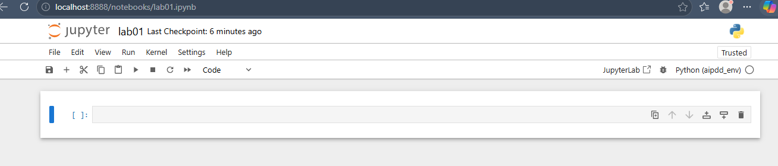 localhost:8888/notebooks/lab01.ipynb
jupyter lab01 Last Checkpoint: 6 minutes ago
File Edit View Run Kernel Settings Help Trusted
Code JupyterLab Python (aipdd_env)
[ ]: